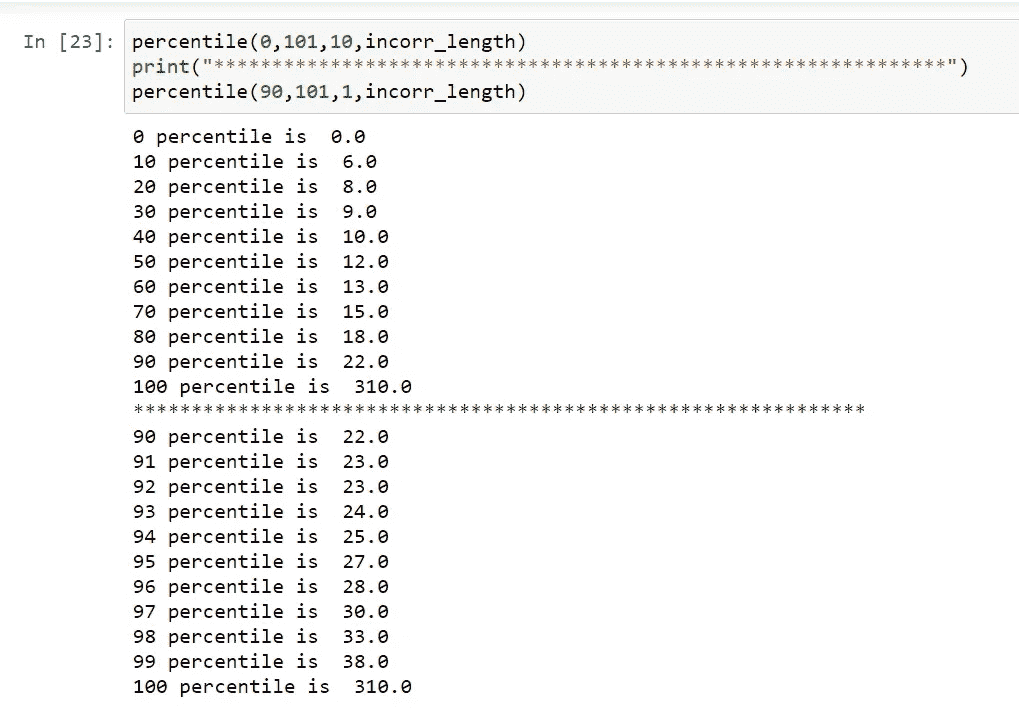 In [23]: percentile(0,101,10,incorr_length)
print("***************************************************************")
percentile(90,101,1,incorr_length)
0 percentile is  0.0
10 percentile is  6.0
20 percentile is  8.0
30 percentile is  9.0
40 percentile is  10.0
50 percentile is  12.0
60 percentile is  13.0
70 percentile is  15.0
80 percentile is  18.0
90 percentile is  22.0
100 percentile is  310.0
***************************************************************
90 percentile is  22.0
91 percentile is  23.0
92 percentile is  23.0
93 percentile is  24.0
94 percentile is  25.0
95 percentile is  27.0
96 percentile is  28.0
97 percentile is  30.0
98 percentile is  33.0
99 percentile is  38.0
100 percentile is  310.0